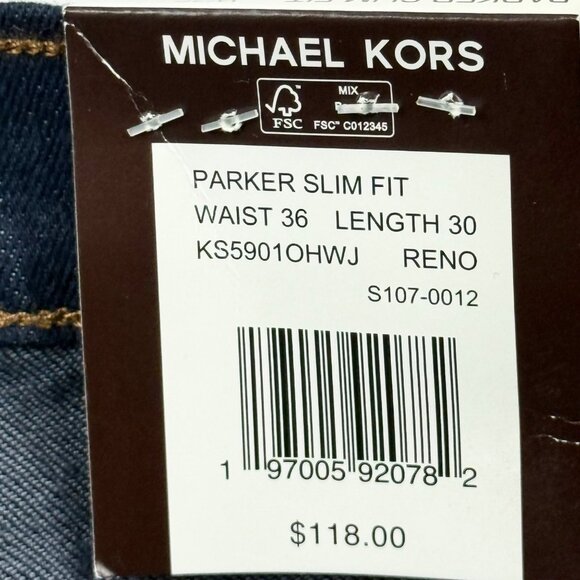 MICHAEL KORS
MIX
FSC
FSC™ C012345
PARKER SLIM FIT
WAIST 36 LENGTH 30
KS5901OHWJ RENO
S107-0012
1 97005 92078 2
$118.00